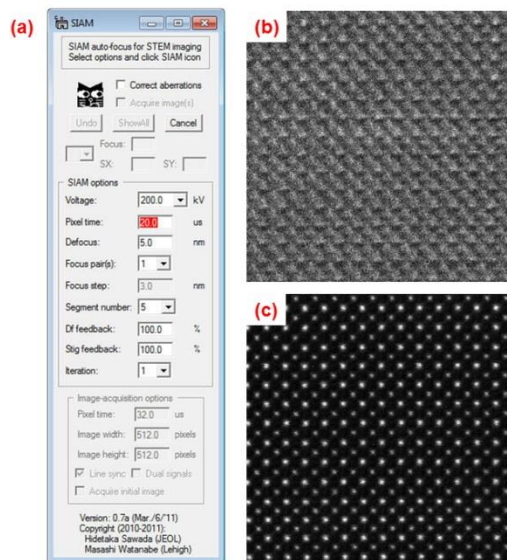 (a)
SIAM
SIAM auto-focus for STEM imaging
Select options and click SIAM icon
Correct aberrations
Acquire image(s)
Undo ShowAll Cancel
Focus:
SX: SY:
SIAM options
Voltage: 200.0 kV
Pixel time: 20.0 us
Defocus: 5.0 nm
Focus pair(s): 1
Focus step: 3.0 nm
Segment number: 5
Df feedback: 100.0 %
Stig feedback: 100.0 %
Iteration: 1
Image-acquisition options
Pixel time: 32.0 us
Image width: 512.0 pixels
Image height: 512.0 pixels
Line sync Dual signals
Acquire initial image
Version: 0.7a (Mar./6/'11)
Copyright (2010-2011):
Hidetaka Sawada (JEOL)
Masashi Watanabe (Lehigh)
(b)
(c)